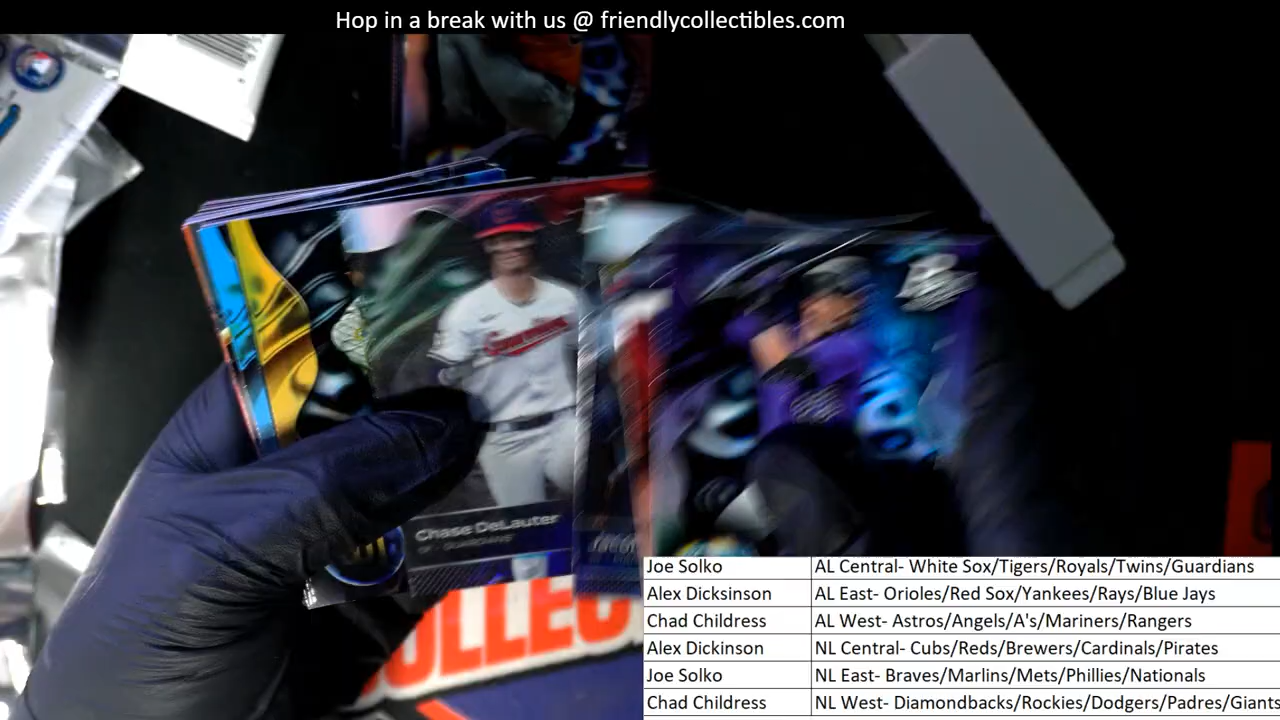 Hop in a break with us @ friendlycollectibles.com
Chase DeLauter
GUARDIANS
OLLEC
Joe Solko AL Central- White Sox/Tigers/Royals/Twins/Guardians
Alex Dicksinson AL East- Orioles/Red Sox/Yankees/Rays/Blue Jays
Chad Childress AL West- Astros/Angels/A's/Mariners/Rangers
Alex Dickinson NL Central- Cubs/Reds/Brewers/Cardinals/Pirates
Joe Solko NL East- Braves/Marlins/Mets/Phillies/Nationals
Chad Childress NL West- Diamondbacks/Rockies/Dodgers/Padres/Giants